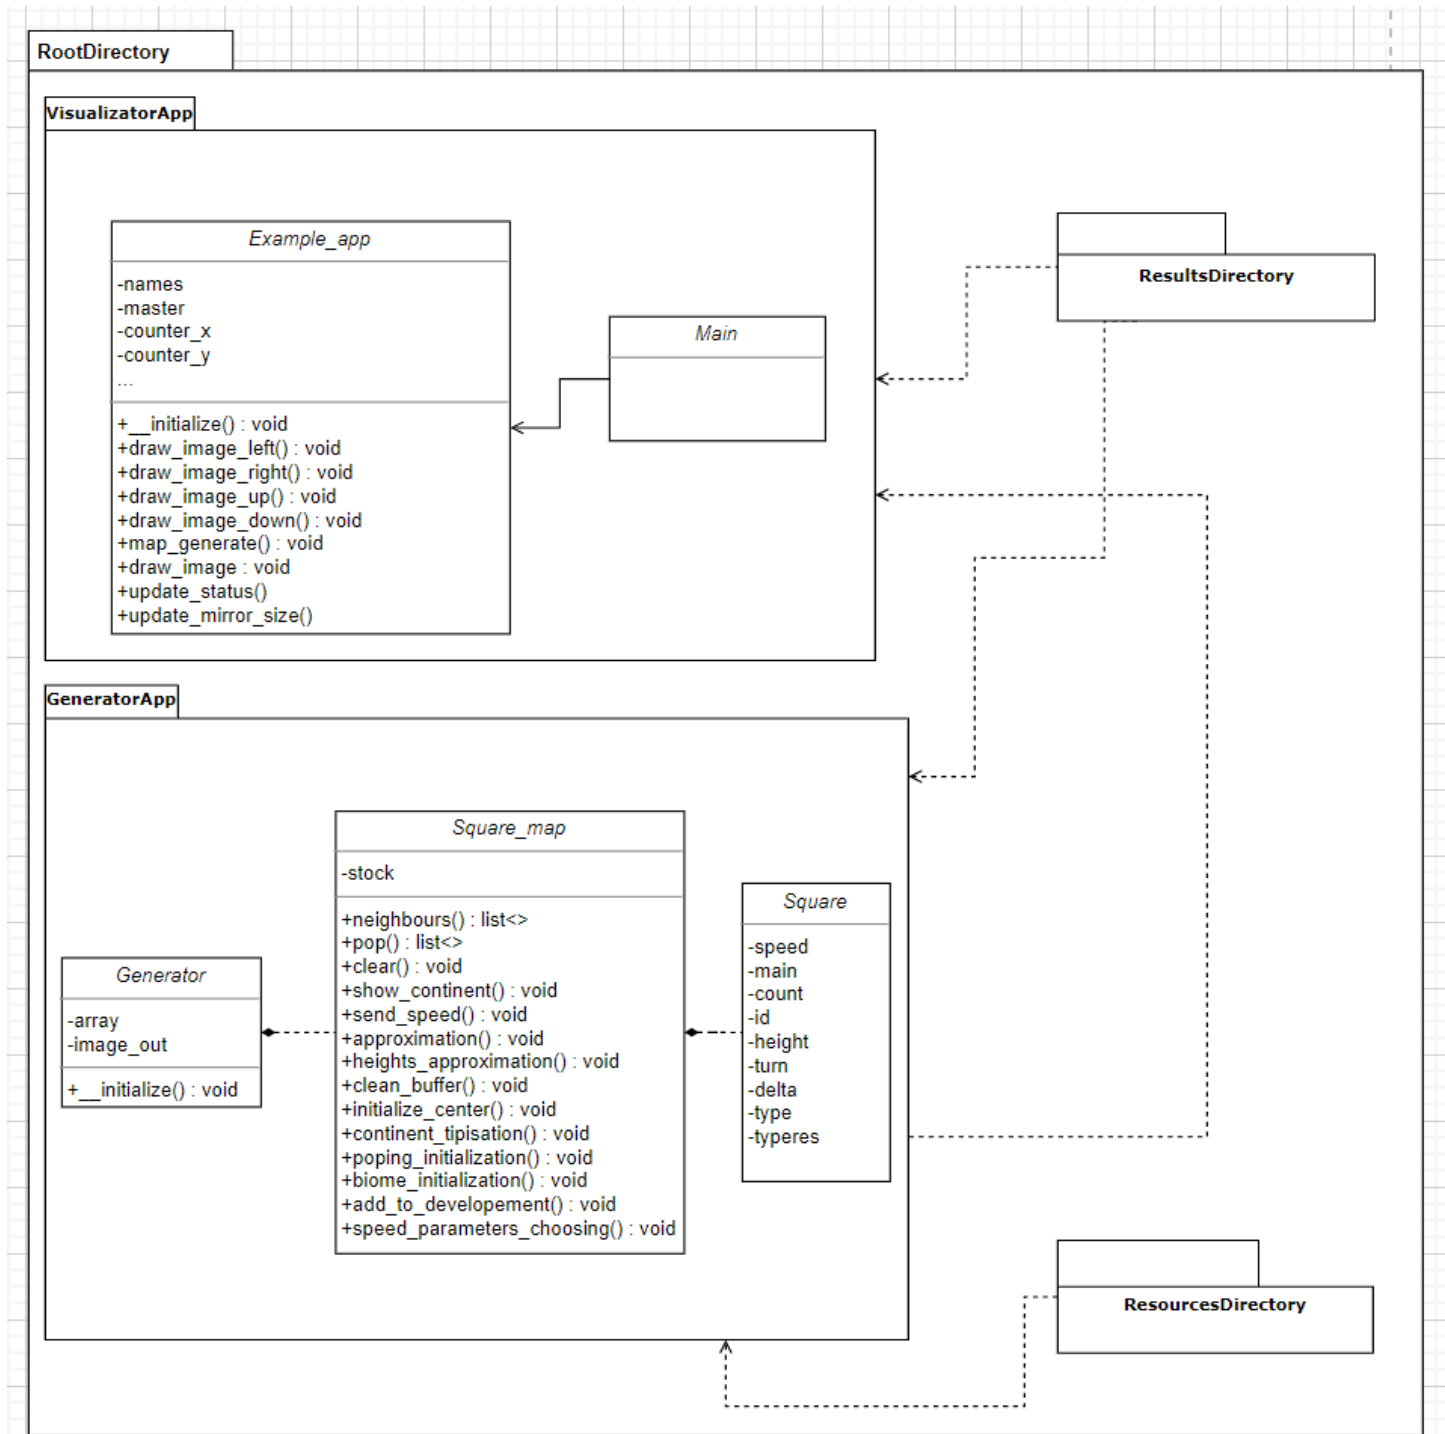 RootDirectory
VisualizatorApp
Example_app
-names
-master
-counter_x
-counter_y
...
+__initialize() : void
+draw_image_left() : void
+draw_image_right() : void
+draw_image_up() : void
+draw_image_down() : void
+map_generate() : void
+draw_image : void
+update_status()
+update_mirror_size()
Main
ResultsDirectory
GeneratorApp
Generator
-array
-image_out
+__initialize() : void
Square_map
-stock
+neighbours() : list<>
+pop() : list<>
+clear() : void
+show_continent() : void
+send_speed() : void
+approximation() : void
+heights_approximation() : void
+clean_buffer() : void
+initialize_center() : void
+continent_tipisation() : void
+poping_initialization() : void
+biome_initialization() : void
+add_to_developement() : void
+speed_parameters_choosing() : void
Square
-speed
-main
-count
-id
-height
-turn
-delta
-type
-typeres
ResourcesDirectory